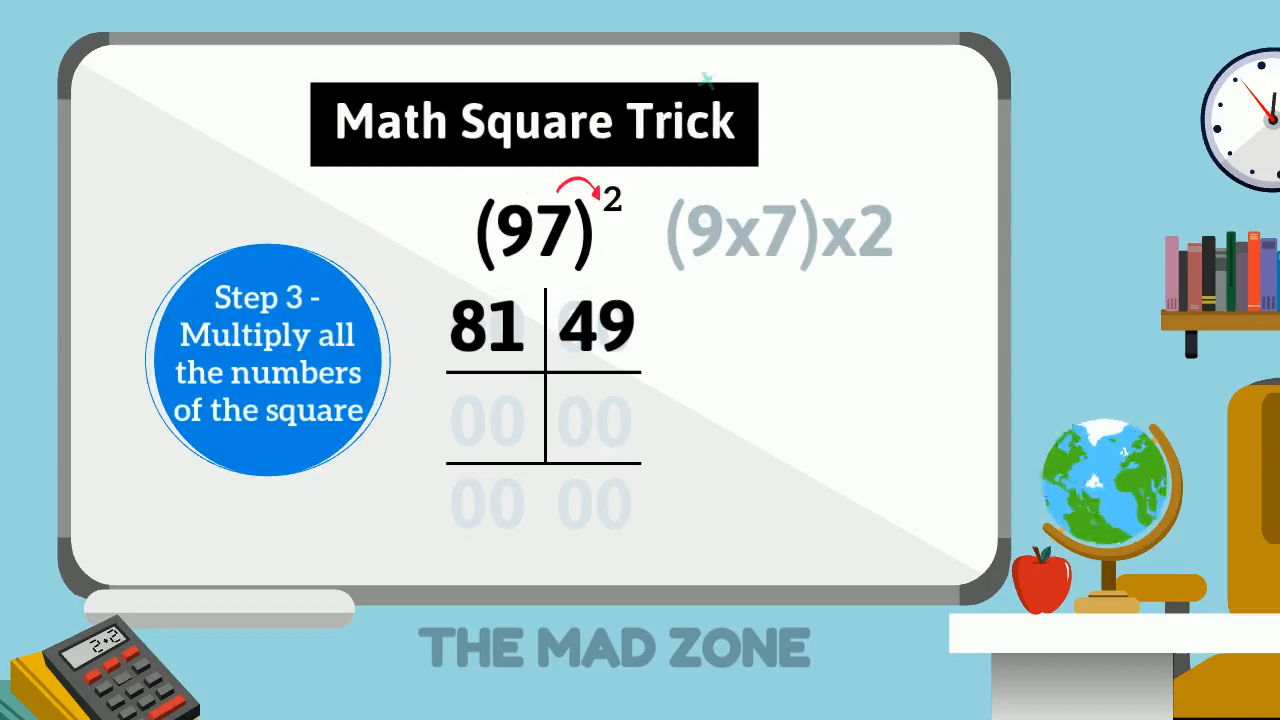 Math Square Trick
(97)² (9x7)x2
Step 3 -
Multiply all
the numbers
of the square
81 49
00 00
00 00
THE MAD ZONE
2+2